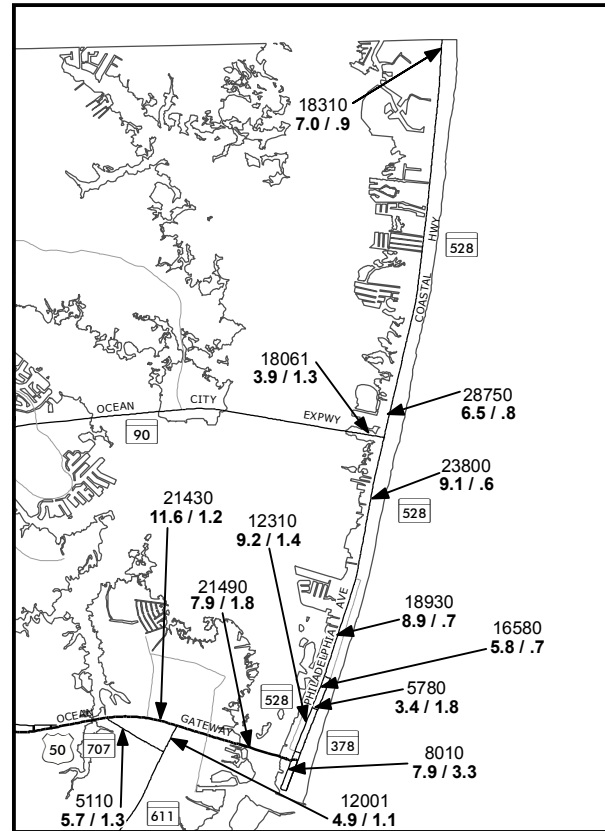 18310
7.0 / .9
HWY
528
COASTAL
18061
3.9 / 1.3
28750
6.5 / .8
OCEAN CITY EXPWY
90
23800
9.1 / .6
528
21430
11.6 / 1.2
12310
9.2 / 1.4
21490
7.9 / 1.8
PHILADELPHIA AVE
18930
8.9 / .7
16580
5.8 / .7
5780
3.4 / 1.8
528
OCEAN GATEWAY
378
50
707
8010
7.9 / 3.3
5110
5.7 / 1.3
611
12001
4.9 / 1.1